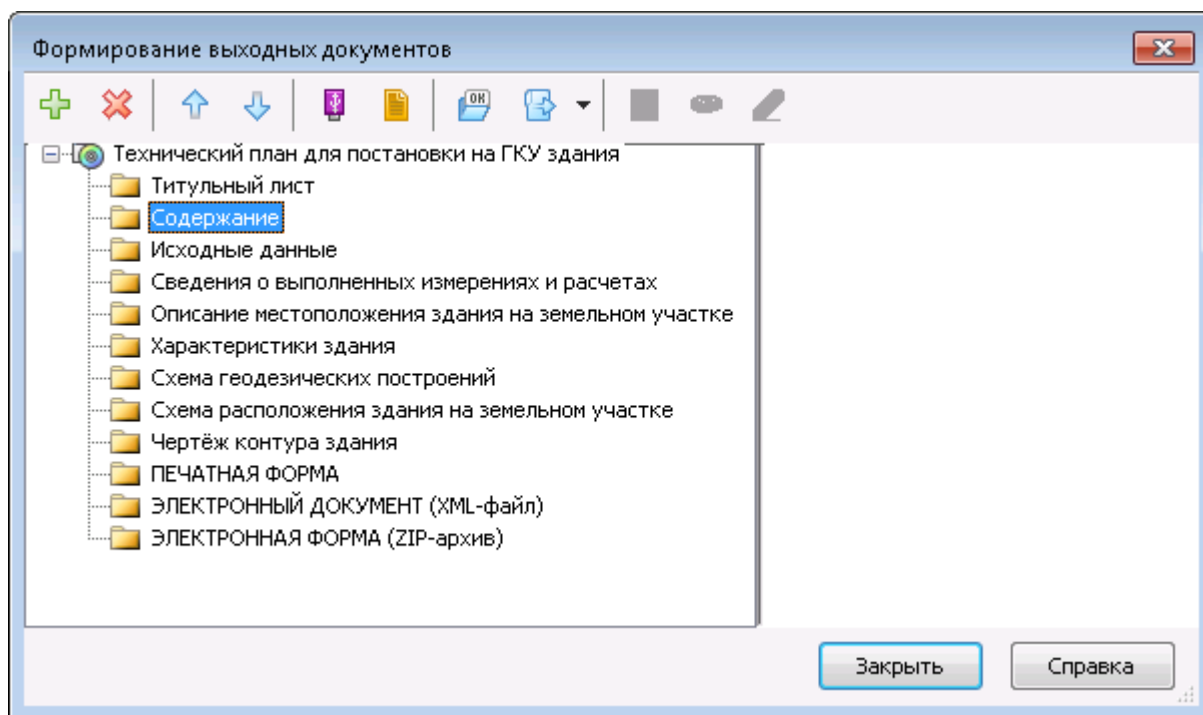 Формирование выходных документов
OK
Технический план для постановки на ГКУ здания
Титульный лист
Содержание
Исходные данные
Сведения о выполненных измерениях и расчетах
Описание местоположения здания на земельном участке
Характеристики здания
Схема геодезических построений
Схема расположения здания на земельном участке
Чертёж контура здания
ПЕЧАТНАЯ ФОРМА
ЭЛЕКТРОННЫЙ ДОКУМЕНТ (XML-файл)
ЭЛЕКТРОННАЯ ФОРМА (ZIP-архив)
Закрыть Справка